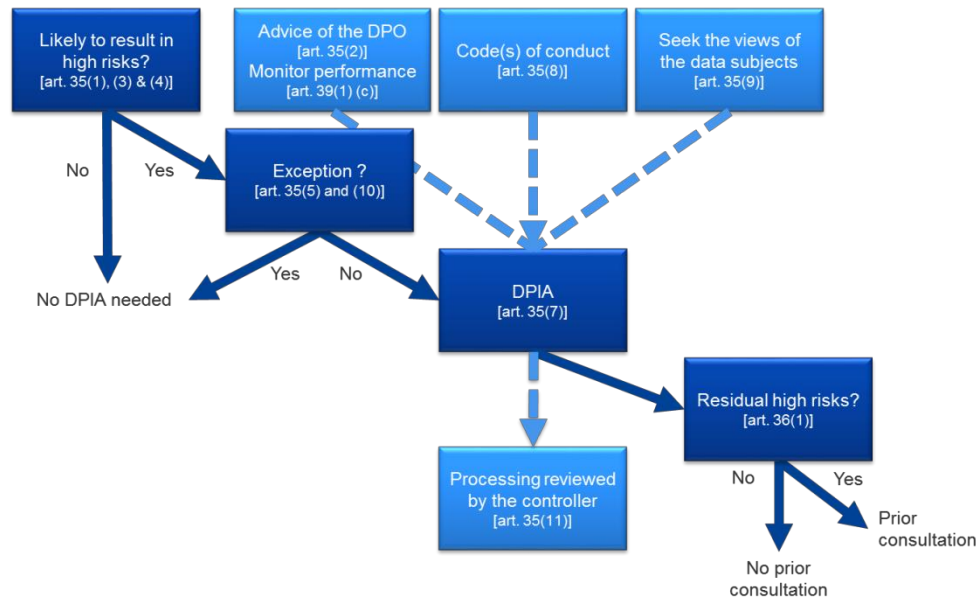 Likely to result in
high risks?
[art. 35(1), (3) & (4)]
Advice of the DPO
[art. 35(2)]
Monitor performance
[art. 39(1) (c)]
Code(s) of conduct
[art. 35(8)]
Seek the views of
the data subjects
[art. 35(9)]
No
Yes
Exception ?
[art. 35(5) and (10)]
Yes
No
No DPIA needed
DPIA
[art. 35(7)]
Residual high risks?
[art. 36(1)]
Processing reviewed
by the controller
[art. 35(11)]
No
Yes
Prior
consultation
No prior
consultation